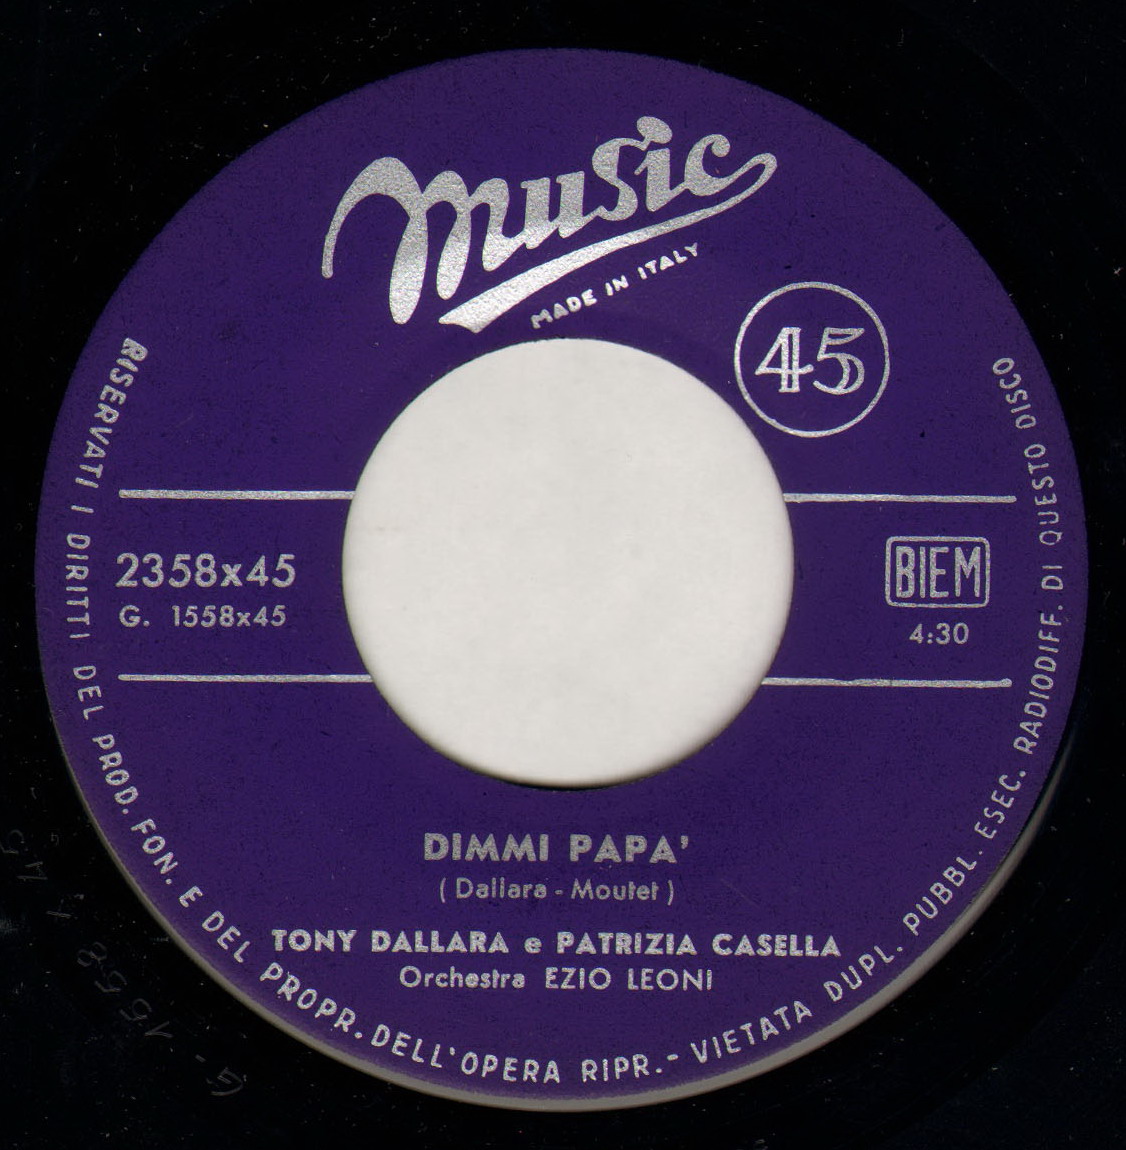 Music
MADE IN ITALY
45
2358x45
G. 1558x45
BIEM
4:30
DIMMI PAPA'
( Dallara - Moutet )
TONY DALLARA e PATRIZIA CASELLA
Orchestra EZIO LEONI
RISERVATI I DIRITTI DEL PROD. FON. E DEL PROPR. DELL'OPERA RIPR. - VIETATA DUPL. PUBBL. ESEC. RADIODIFF. DI QUESTO DISCO
G. 1558